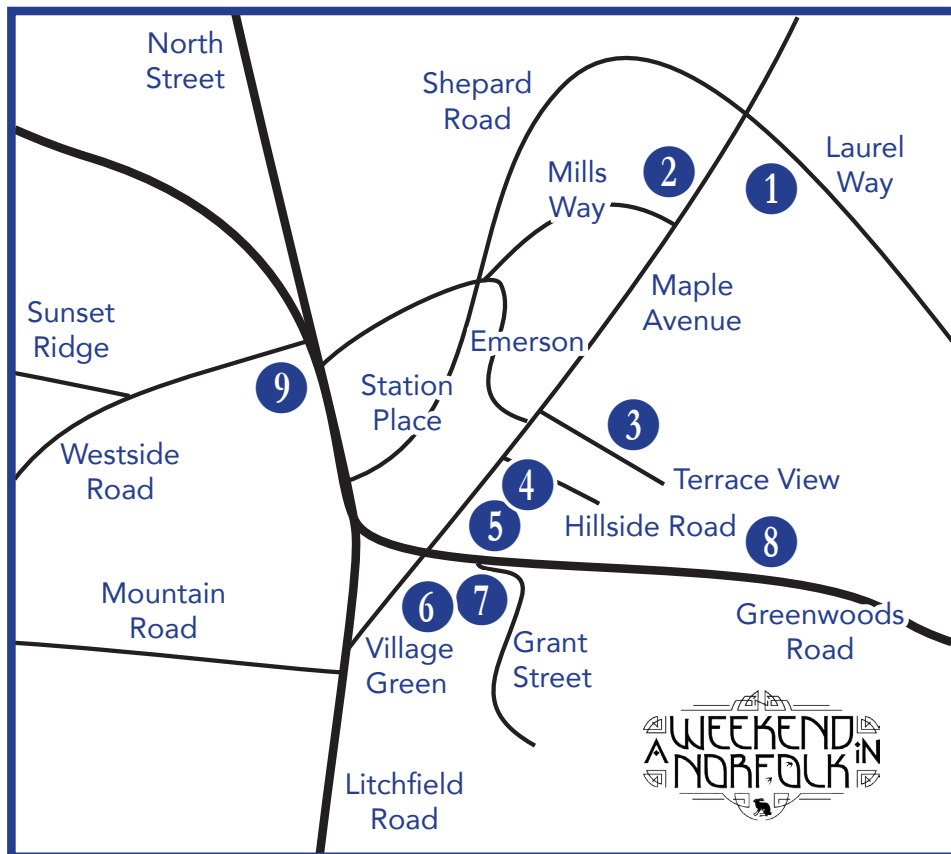 North
Street
Shepard
Road
Laurel
Way
2
1
Mills
Way
Maple
Avenue
Sunset
Ridge
Emerson
9
Station
Place
3
Westside
Road
Terrace View
4
5
Hillside Road
8
Mountain
Road
6
7
Village
Green
Grant
Street
Greenwoods
Road
Litchfield
Road
A WEEKEND IN
NORFOLK